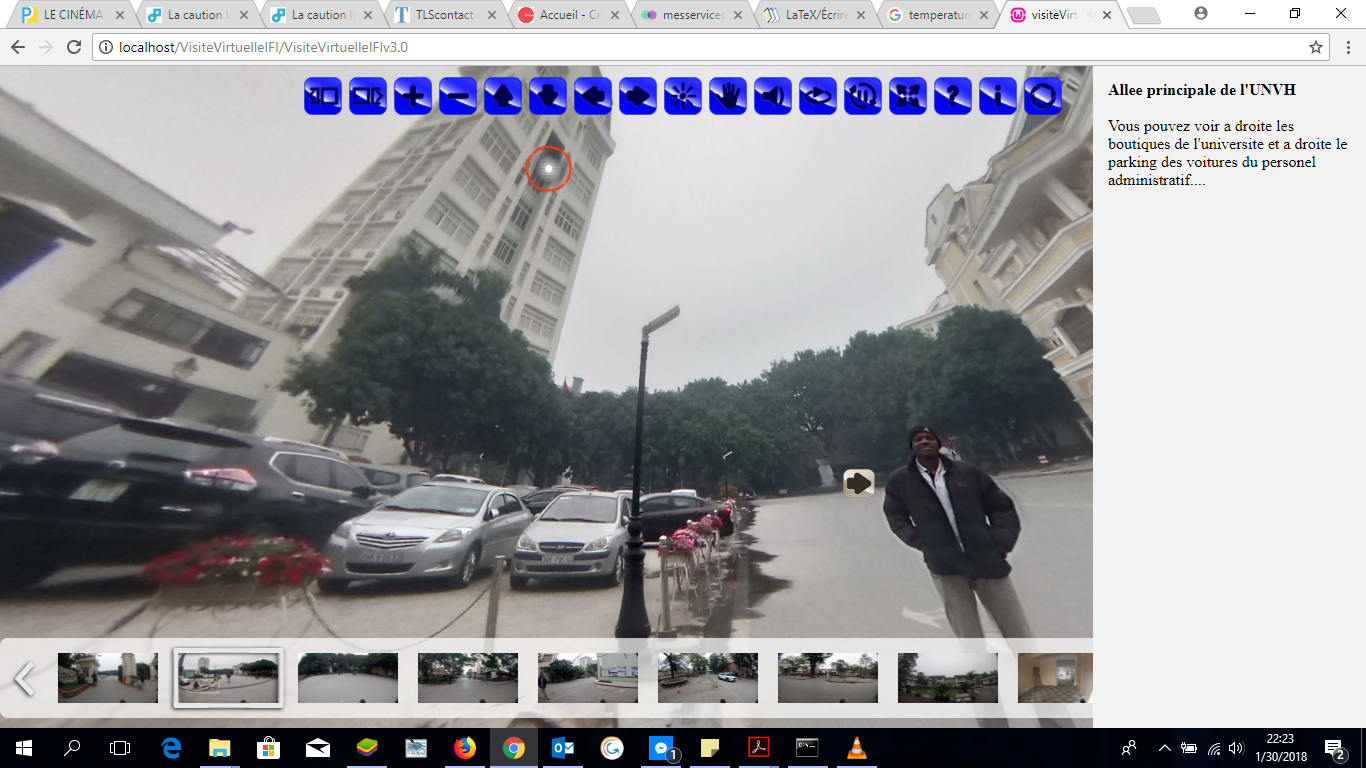 LE CINÉMA
La caution l
La caution l
TLScontact
Accueil - Cr
messervices
LaTeX/Écrire
temperature
visiteVirt
localhost/VisiteVirtuelleIFI/VisiteVirtuelleIFIv3.0
Allee principale de l'UNVH
Vous pouvez voir a droite les
boutiques de l'universite et a droite le
parking des voitures du personel
administratif....
22:23
1/30/2018